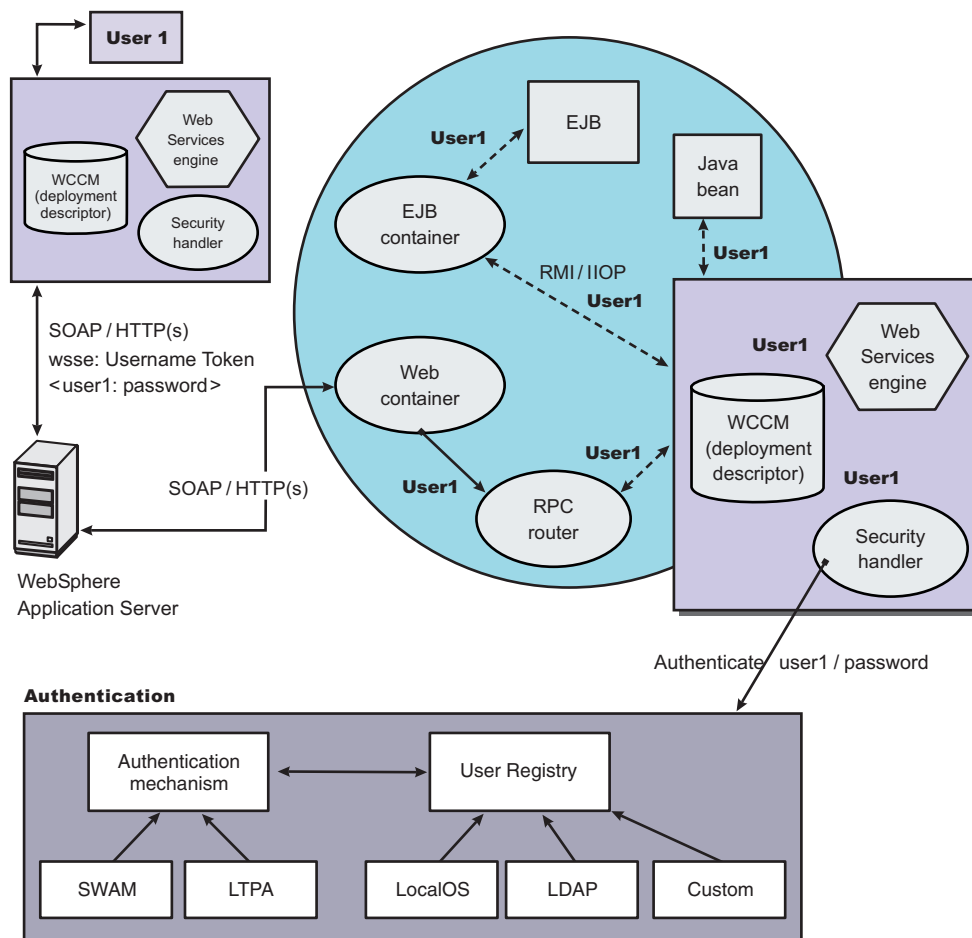 User 1
Web
Services
engine
WCCM
(deployment
descriptor)
Security
handler
SOAP / HTTP(s)
wsse: Username Token
<user1: password>
WebSphere
Application Server
SOAP / HTTP(s)
User1
EJB
EJB
container
Java
bean
User1
RMI / IIOP
User1
Web
container
User1
RPC
router
User1
User1
Web
Services
engine
WCCM
(deployment
descriptor)
User1
Security
handler
Authenticate user1 / password
Authentication
Authentication
mechanism
User Registry
SWAM
LTPA
LocalOS
LDAP
Custom